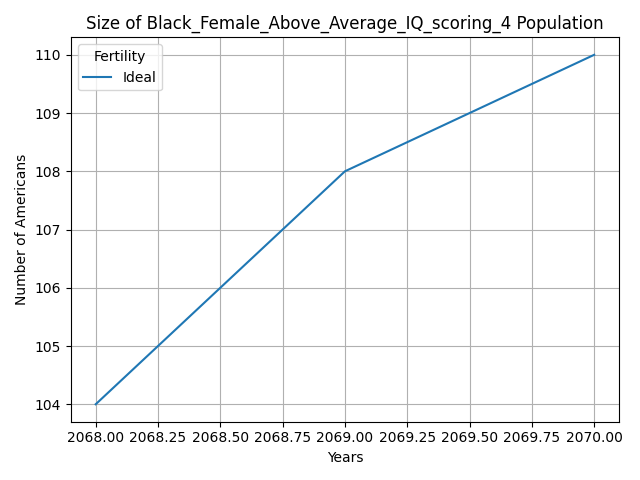 Size of Black_Female_Above_Average_IQ_scoring_4 Population
Fertility
Ideal
110
109
108
107
106
105
104
Number of Americans
2068.00 2068.25 2068.50 2068.75 2069.00 2069.25 2069.50 2069.75 2070.00
Years